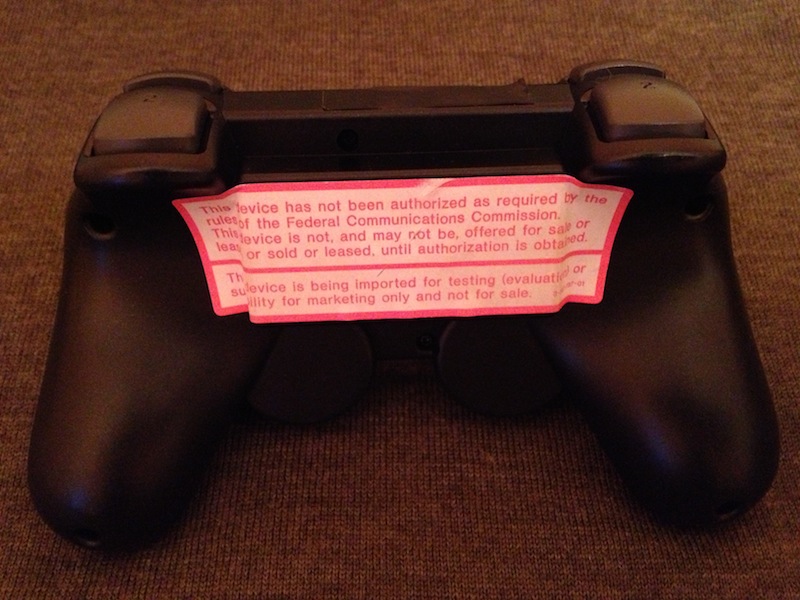 This device has not been authorized as required by the
rules of the Federal Communications Commission.
This device is not, and may not be, offered for sale or
lease, or sold or leased, until authorization is obtained.
This device is being imported for testing (evaluation) or
ility for marketing only and not for sale.